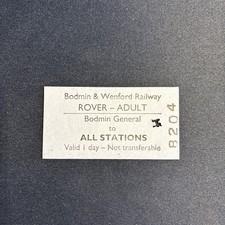 Bodmin & Wenford Railway
ROVER – ADULT
Bodmin General
to
ALL STATIONS
Valid 1 day – Not transferable
8204